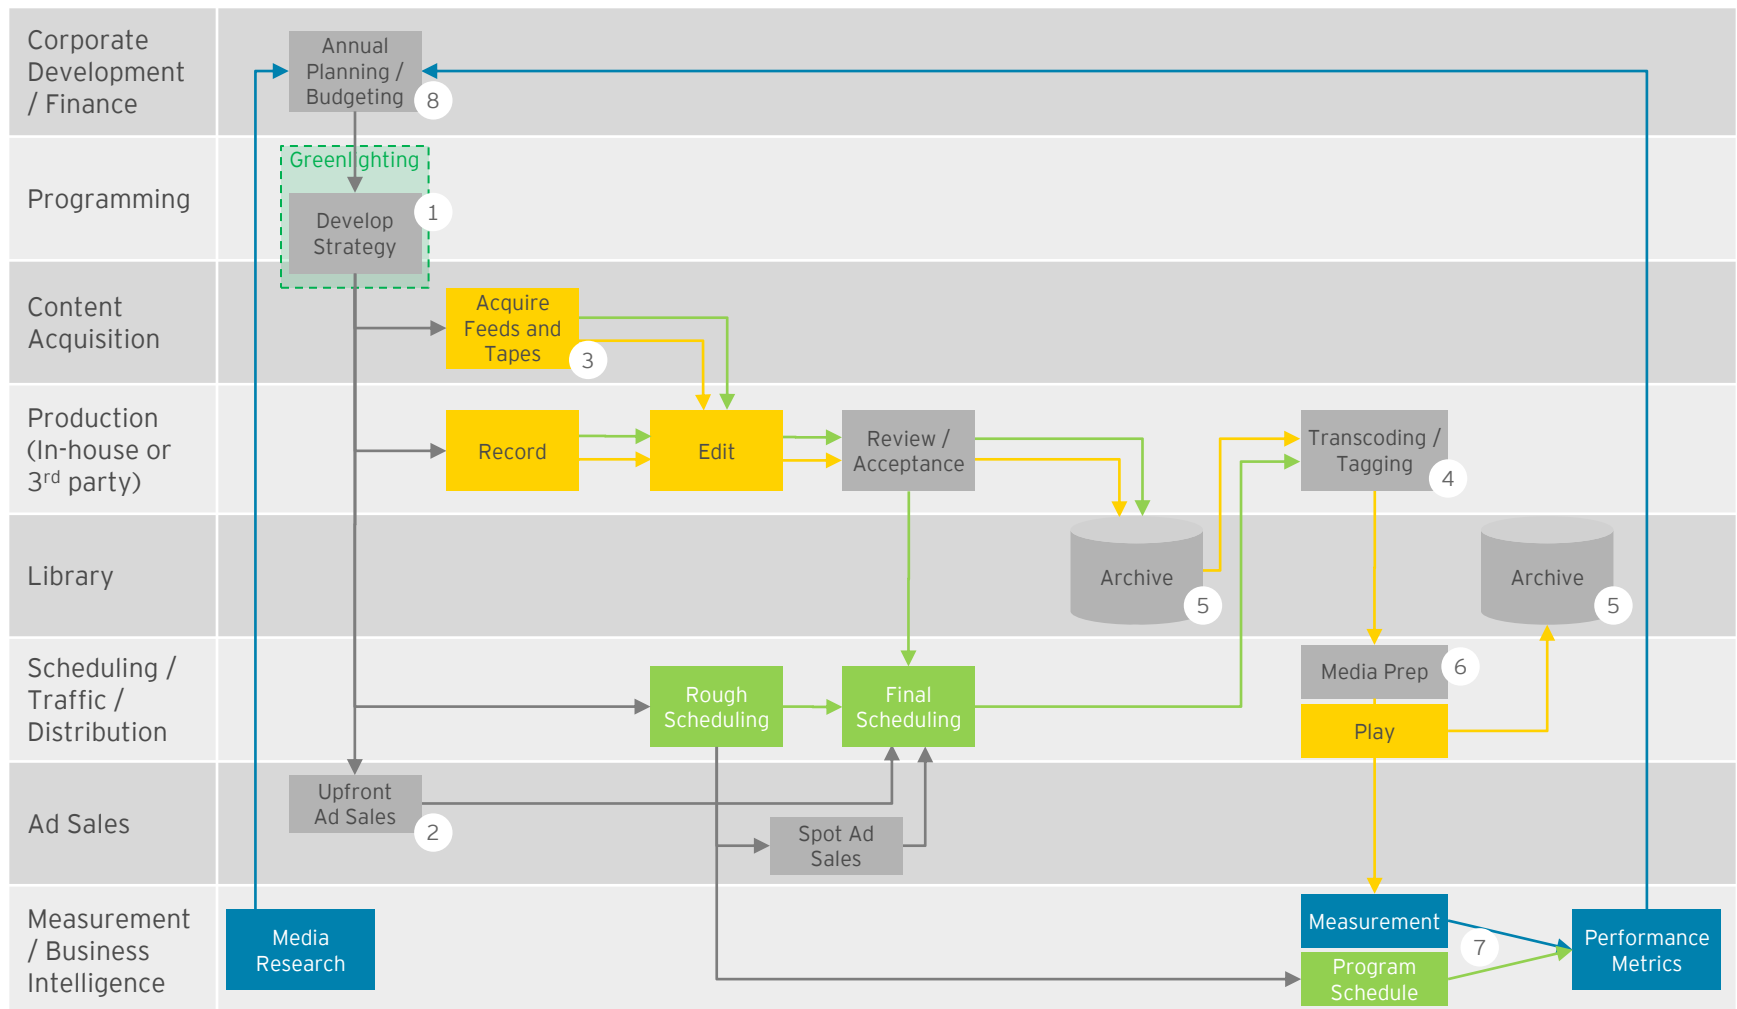 Corporate
Development
/ Finance
Annual
Planning /
Budgeting
8
Programming
Greenlighting
Develop
Strategy
1
Content
Acquisition
Acquire
Feeds and
Tapes
3
Production
(In-house or
3rd party)
Record
Edit
Review /
Acceptance
Transcoding /
Tagging
4
Library
Archive
5
Archive
5
Scheduling /
Traffic /
Distribution
Rough
Scheduling
Final
Scheduling
Media Prep
6
Play
Ad Sales
Upfront
Ad Sales
2
Spot Ad
Sales
Measurement
/ Business
Intelligence
Media
Research
Measurement
Program
Schedule
7
Performance
Metrics